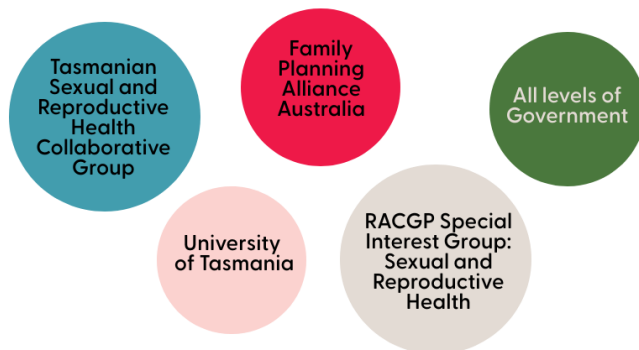 Tasmanian
Sexual and
Reproductive
Health
Collaborative
Group
Family
Planning
Alliance
Australia
All levels of
Government
University
of Tasmania
RACGP Special
Interest Group:
Sexual and
Reproductive
Health